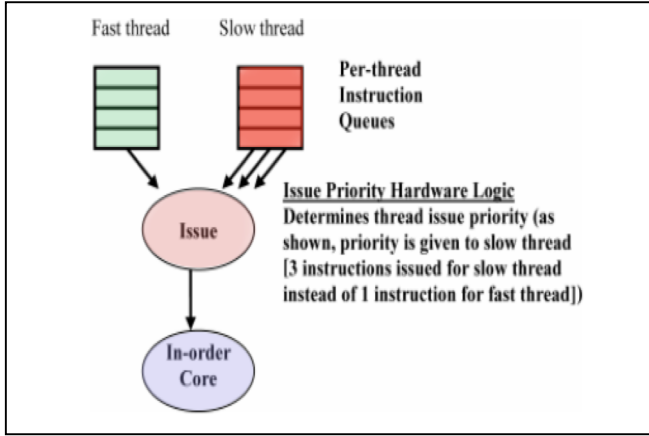 Fast thread
Slow thread
Per-thread
Instruction
Queues
Issue Priority Hardware Logic
Determines thread issue priority (as
shown, priority is given to slow thread
[3 instructions issued for slow thread
instead of 1 instruction for fast thread])
Issue
In-order
Core